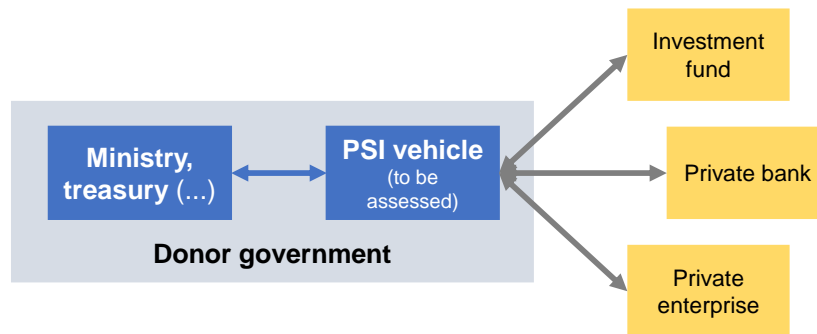 Ministry,
treasury (...)
PSI vehicle
(to be
assessed)
Donor government
Investment
fund
Private bank
Private
enterprise